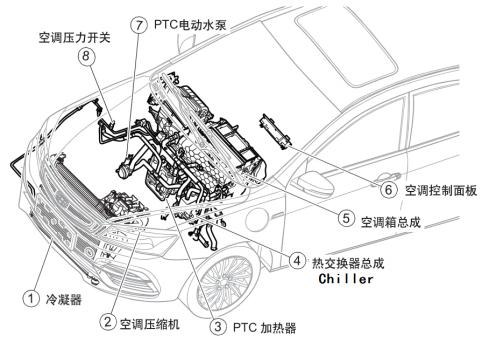 ⑦ PTC电动水泵
空调压力开关
⑧
⑥ 空调控制面板
⑤ 空调箱总成
④ 热交换器总成
Chiller
① 冷凝器
② 空调压缩机
③ PTC 加热器